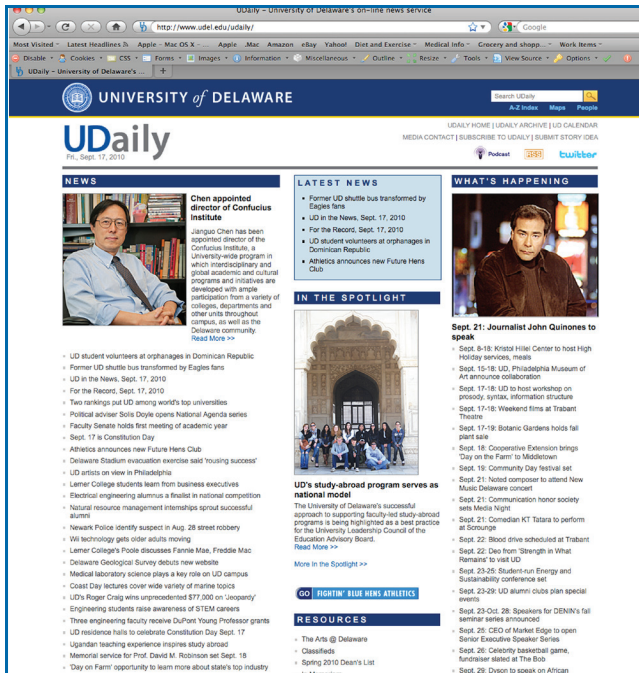 UDaily – University of Delaware's on-line news service
http://www.udel.edu/udaily/
Google
Most Visited Latest Headlines Apple - Mac OS X - ... Apple .Mac Amazon eBay Yahoo! Diet and Exercise Medical Info Grocery and shopp... Work Items
Disable Cookies CSS Forms Images Information Miscellaneous Outline Resize Tools View Source Options
UDaily – University of Delaware's ...
UNIVERSITY of DELAWARE
Search UDaily
A-Z Index Maps People
UDaily
Fri., Sept. 17, 2010
UDAILY HOME | UDAILY ARCHIVE | UD CALENDAR
MEDIA CONTACT | SUBSCRIBE TO UDAILY | SUBMIT STORY IDEA
Podcast RSS twitter
NEWS
Chen appointed
director of Confucius
Institute
Jianguo Chen has been
appointed director of the
Confucius Institute, a
University-wide program in
which interdisciplinary and
global academic and cultural
programs and initiatives are
developed with ample
participation from a variety of
colleges, departments and
other units throughout
campus, as well as the
Delaware community.
Read More >>
UD student volunteers at orphanages in Dominican Republic
Former UD shuttle bus transformed by Eagles fans
UD in the News, Sept. 17, 2010
For the Record, Sept. 17, 2010
Two rankings put UD among world's top universities
Political adviser Solis Doyle opens National Agenda series
Faculty Senate holds first meeting of academic year
Sept. 17 is Constitution Day
Athletics announces new Future Hens Club
Delaware Stadium evacuation exercise said 'rousing success'
UD artists on view in Philadelphia
Lerner College students learn from business executives
Electrical engineering alumnus a finalist in national competition
Natural resource management internships sprout successful
alumni
Newark Police identify suspect in Aug. 28 street robbery
Wii technology gets older adults moving
Lerner College's Poole discusses Fannie Mae, Freddie Mac
Delaware Geological Survey debuts new website
Medical laboratory science plays a key role on UD campus
Coast Day lectures cover wide variety of marine topics
UD's Roger Craig wins unprecedented $77,000 on 'Jeopardy'
Engineering students raise awareness of STEM careers
Three engineering faculty receive DuPont Young Professor grants
UD residence halls to celebrate Constitution Day Sept. 17
Ugandan teaching experience inspires study abroad
Memorial service for Prof. David M. Robinson set Sept. 18
'Day on Farm' opportunity to learn more about state's top industry
LATEST NEWS
Former UD shuttle bus transformed by
Eagles fans
UD in the News, Sept. 17, 2010
For the Record, Sept. 17, 2010
UD student volunteers at orphanages in
Dominican Republic
Athletics announces new Future Hens
Club
IN THE SPOTLIGHT
UD's study-abroad program serves as
national model
The University of Delaware's successful
approach to supporting faculty-led study-abroad
programs is being highlighted as a best practice
for the University Leadership Council of the
Education Advisory Board.
Read More >>
More In the Spotlight >>
GO FIGHTIN' BLUE HENS ATHLETICS
RESOURCES
The Arts @ Delaware
Classifieds
Spring 2010 Dean's List
WHAT'S HAPPENING
Sept. 21: Journalist John Quinones to
speak
Sept. 8-18: Kristol Hillel Center to host High
Holiday services, meals
Sept. 15-18: UD, Philadelphia Museum of
Art announce collaboration
Sept. 17-18: UD to host workshop on
prosody, syntax, information structure
Sept. 17-18: Weekend films at Trabant
Theatre
Sept. 17-19: Botanic Gardens holds fall
plant sale
Sept. 18: Cooperative Extension brings
'Day on the Farm' to Middletown
Sept. 19: Community Day festival set
Sept. 21: Noted composer to attend New
Music Delaware concert
Sept. 21: Communication honor society
sets Media Night
Sept. 21: Comedian KT Tatara to perform
at Scrounge
Sept. 22: Blood drive scheduled at Trabant
Sept. 22: Deo from 'Strength in What
Remains' to visit UD
Sept. 23-25: Student-run Energy and
Sustainability conference set
Sept. 23-29: UD alumni clubs plan special
events
Sept. 23-Oct. 28: Speakers for DENIN's fall
seminar series announced
Sept. 25: CEO of Market Edge to open
Senior Executive Speaker Series
Sept. 26: Celebrity basketball game,
fundraiser slated at The Bob
Sept. 29: Dyson to speak on African